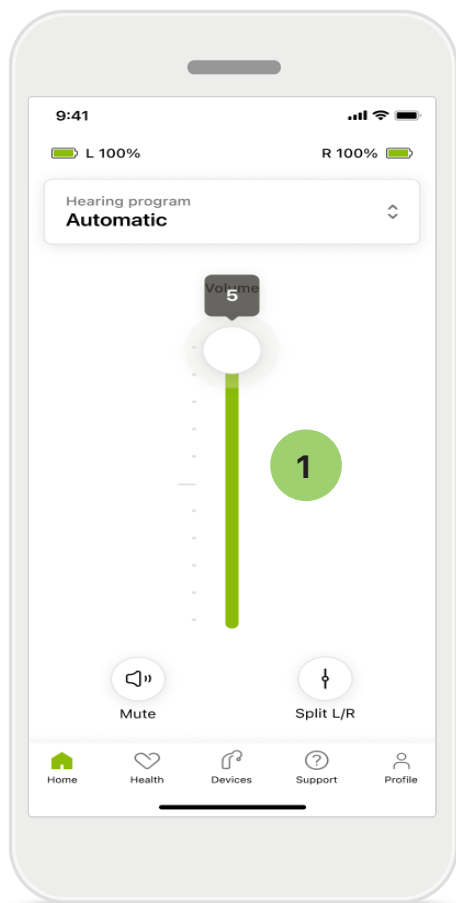 9:41
L 100%
R 100%
Hearing program
Automatic
Volume
5
1
Mute
Split L/R
Home
Health
Devices
Support
Profile